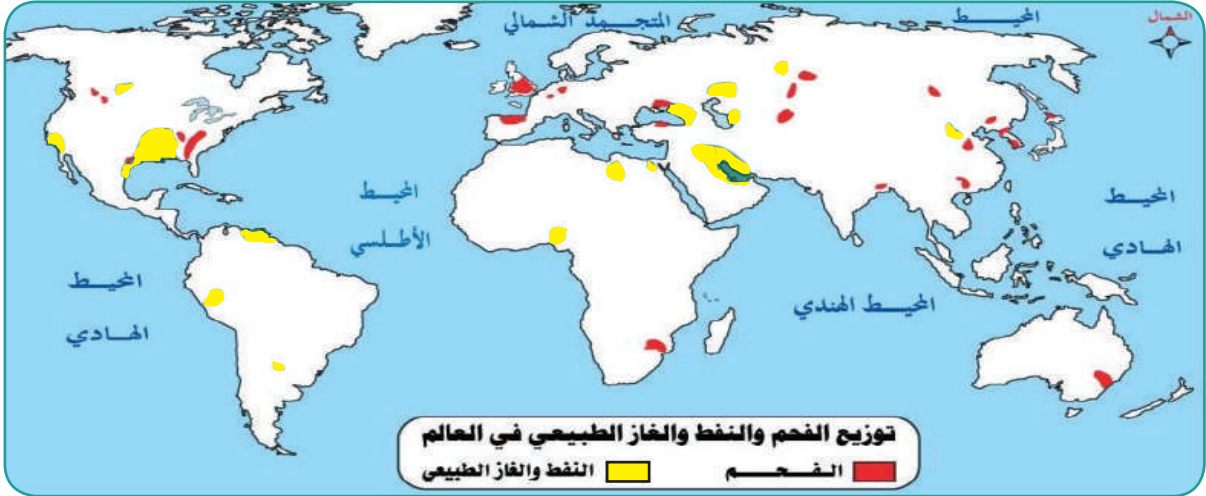 المحيط
المتجمد الشمالي
الشمال
المحيط
الهادي
المحيط
الأطلسي
المحيط الهندي
المحيط
الهادي
توزيع الفحم والنفط والغاز الطبيعي في العالم
الفحم
النفط والغاز الطبيعي